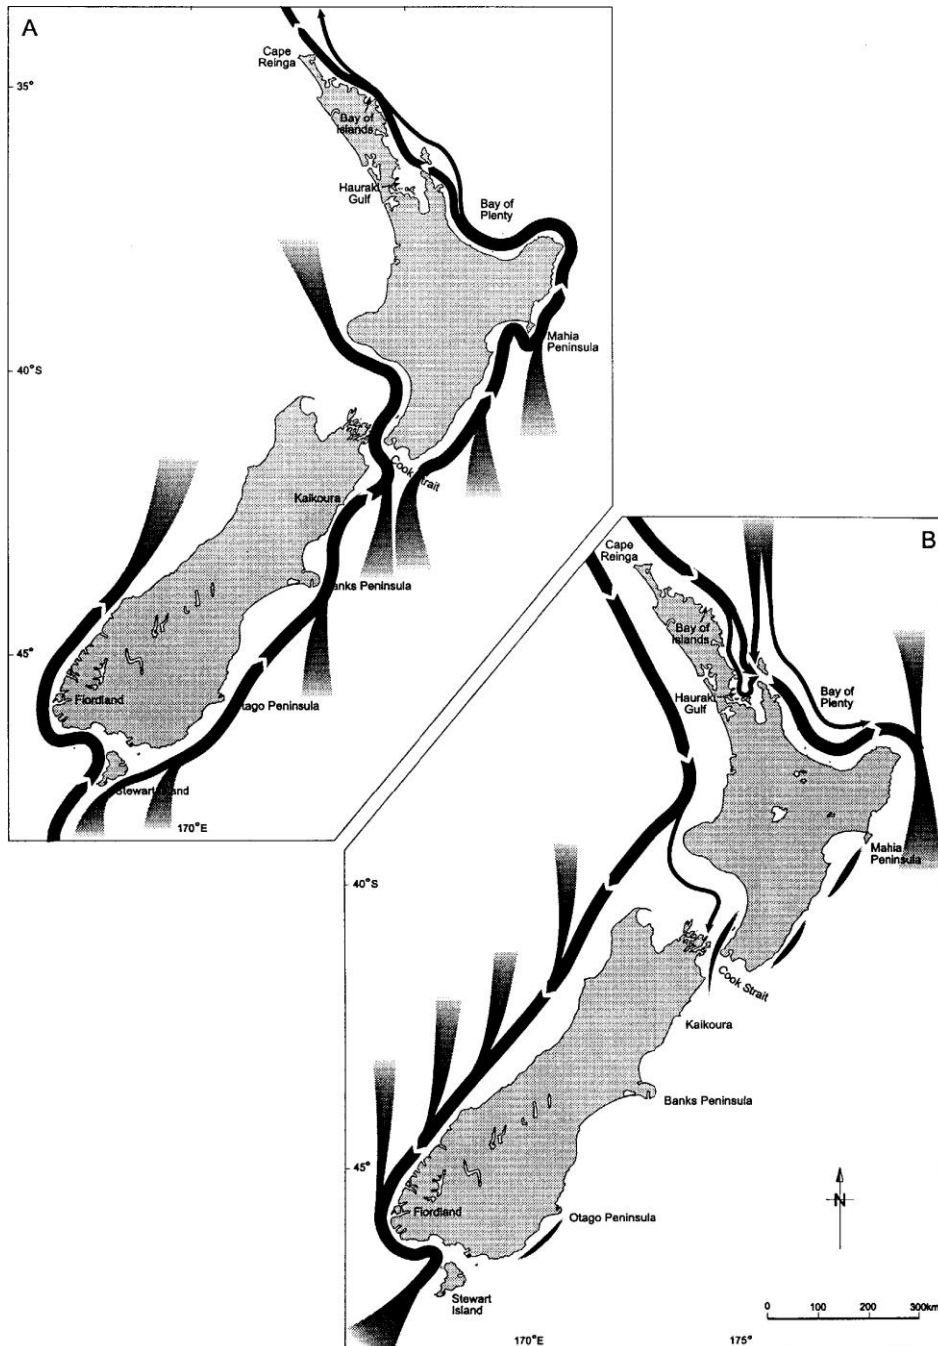 A
Cape
Reinga
35°
Bay of
Islands
Hauraki
Gulf
Bay of
Plenty
Mahia
Peninsula
40°S
Cook Strait
Kaikoura
Banks Peninsula
45°
Fiordland
Otago Peninsula
Stewart Island
170°E
B
Cape
Reinga
Bay of
Islands
Hauraki
Gulf
Bay of
Plenty
Mahia
Peninsula
40°S
Cook Strait
Kaikoura
Banks Peninsula
45°
Fiordland
Otago Peninsula
Stewart
Island
N
0 100 200 300km
170°E 175°